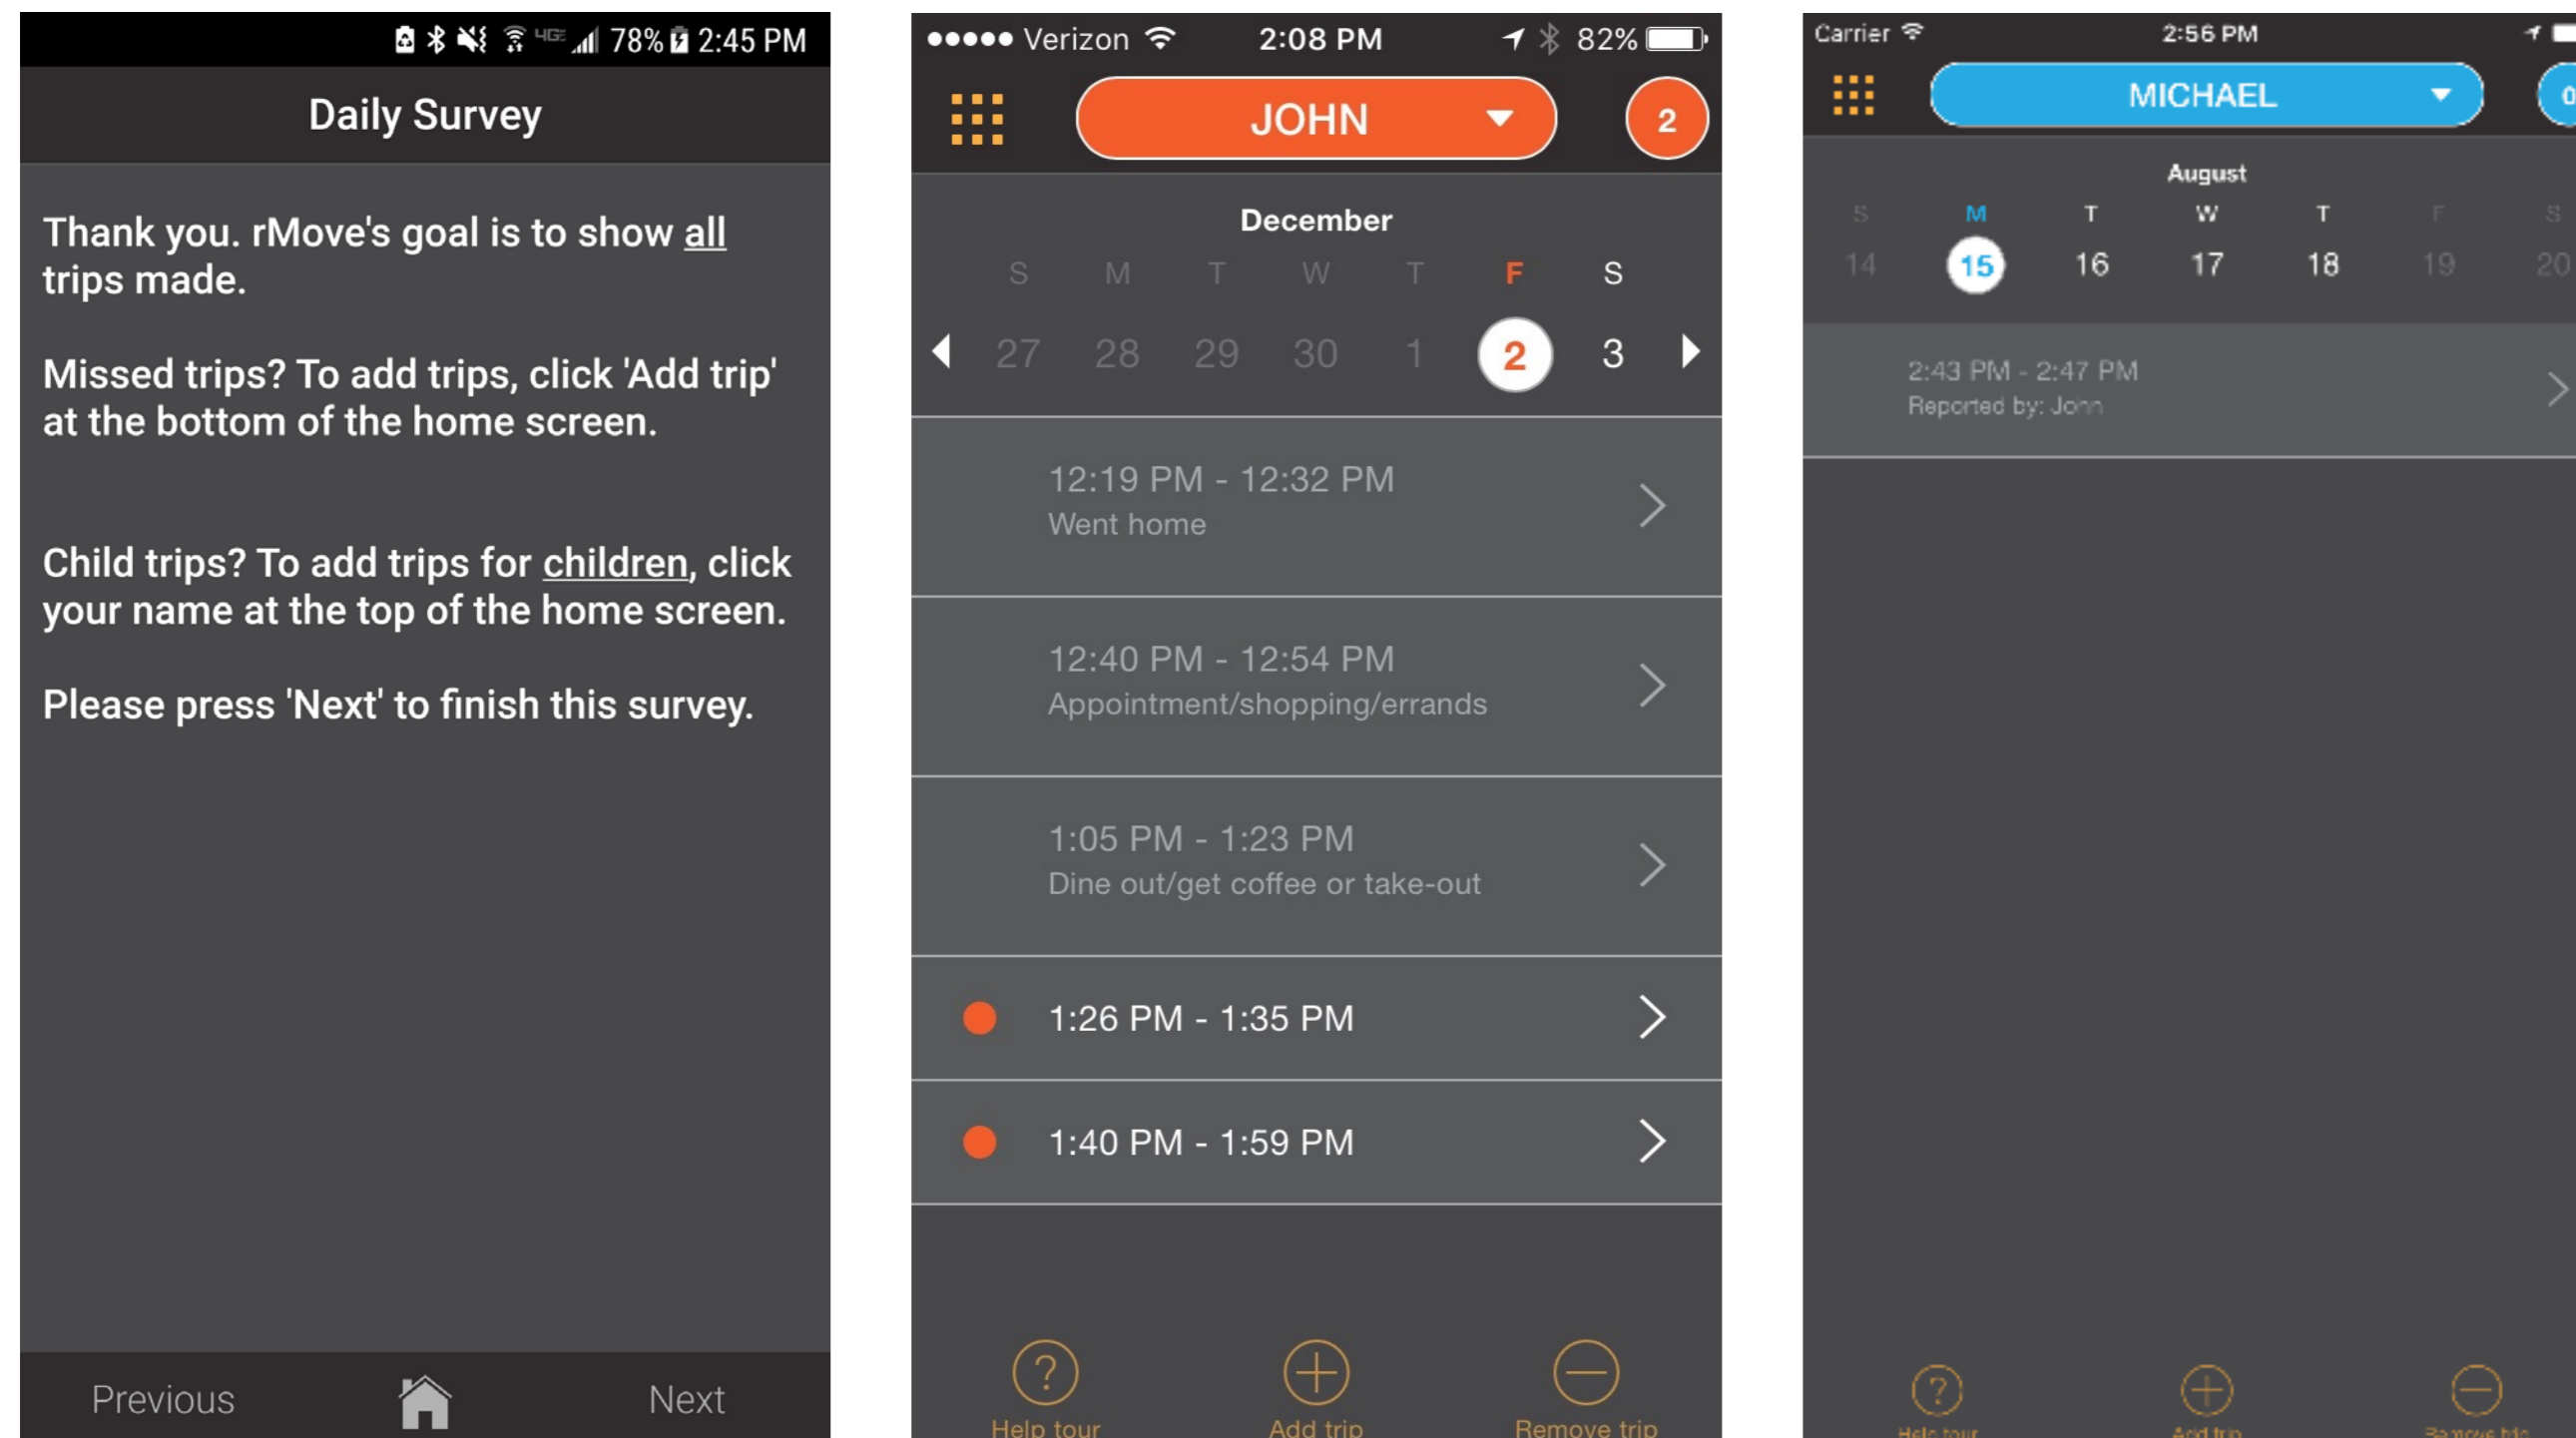 78% 2:45 PM
Daily Survey
Thank you. rMove's goal is to show all
trips made.
Missed trips? To add trips, click 'Add trip'
at the bottom of the home screen.
Child trips? To add trips for children, click
your name at the top of the home screen.
Please press 'Next' to finish this survey.
Previous Next
Verizon 2:08 PM 82%
JOHN 2
December
S M T W T F S
27 28 29 30 1 2 3
12:19 PM - 12:32 PM
Went home
12:40 PM - 12:54 PM
Appointment/shopping/errands
1:05 PM - 1:23 PM
Dine out/get coffee or take-out
1:26 PM - 1:35 PM
1:40 PM - 1:59 PM
? 
Help tour Add trip Remove trip
Carrier 2:56 PM
MICHAEL 0
August
S M T W T F S
14 15 16 17 18 19 20
2:43 PM - 2:47 PM
Reported by: John
?
Help tour Add trip Remove trip